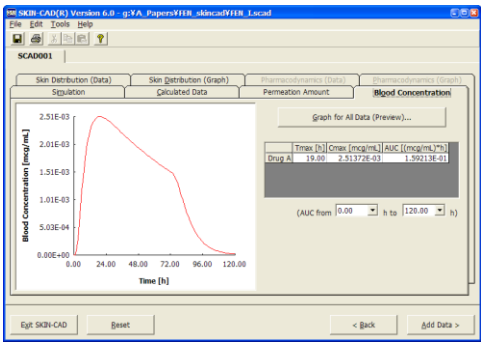 SKIN-CAD(R) Version 6.0 - g:¥A_Papers¥FEN_skincad¥FEN_I.scad
File Edit Tools Help
SCAD001
Skin Distribution (Data) Skin Distribution (Graph) Pharmacodynamics (Data) Pharmacodynamics (Graph)
Simulation Calculated Data Permeation Amount Blood Concentration
Graph for All Data (Preview)...
Tmax [h] Cmax [mcg/mL] AUC [(mcg/mL)*h]
Drug A 19.00 2.51372E-03 1.59213E-01
(AUC from 0.00 h to 120.00 h)
Blood Concentration [mcg/mL]
2.51E-03
2.01E-03
1.51E-03
1.01E-03
5.03E-04
0.00E+00
0.00 24.00 48.00 72.00 96.00 120.00
Time [h]
Exit SKIN-CAD Reset < Back Add Data >